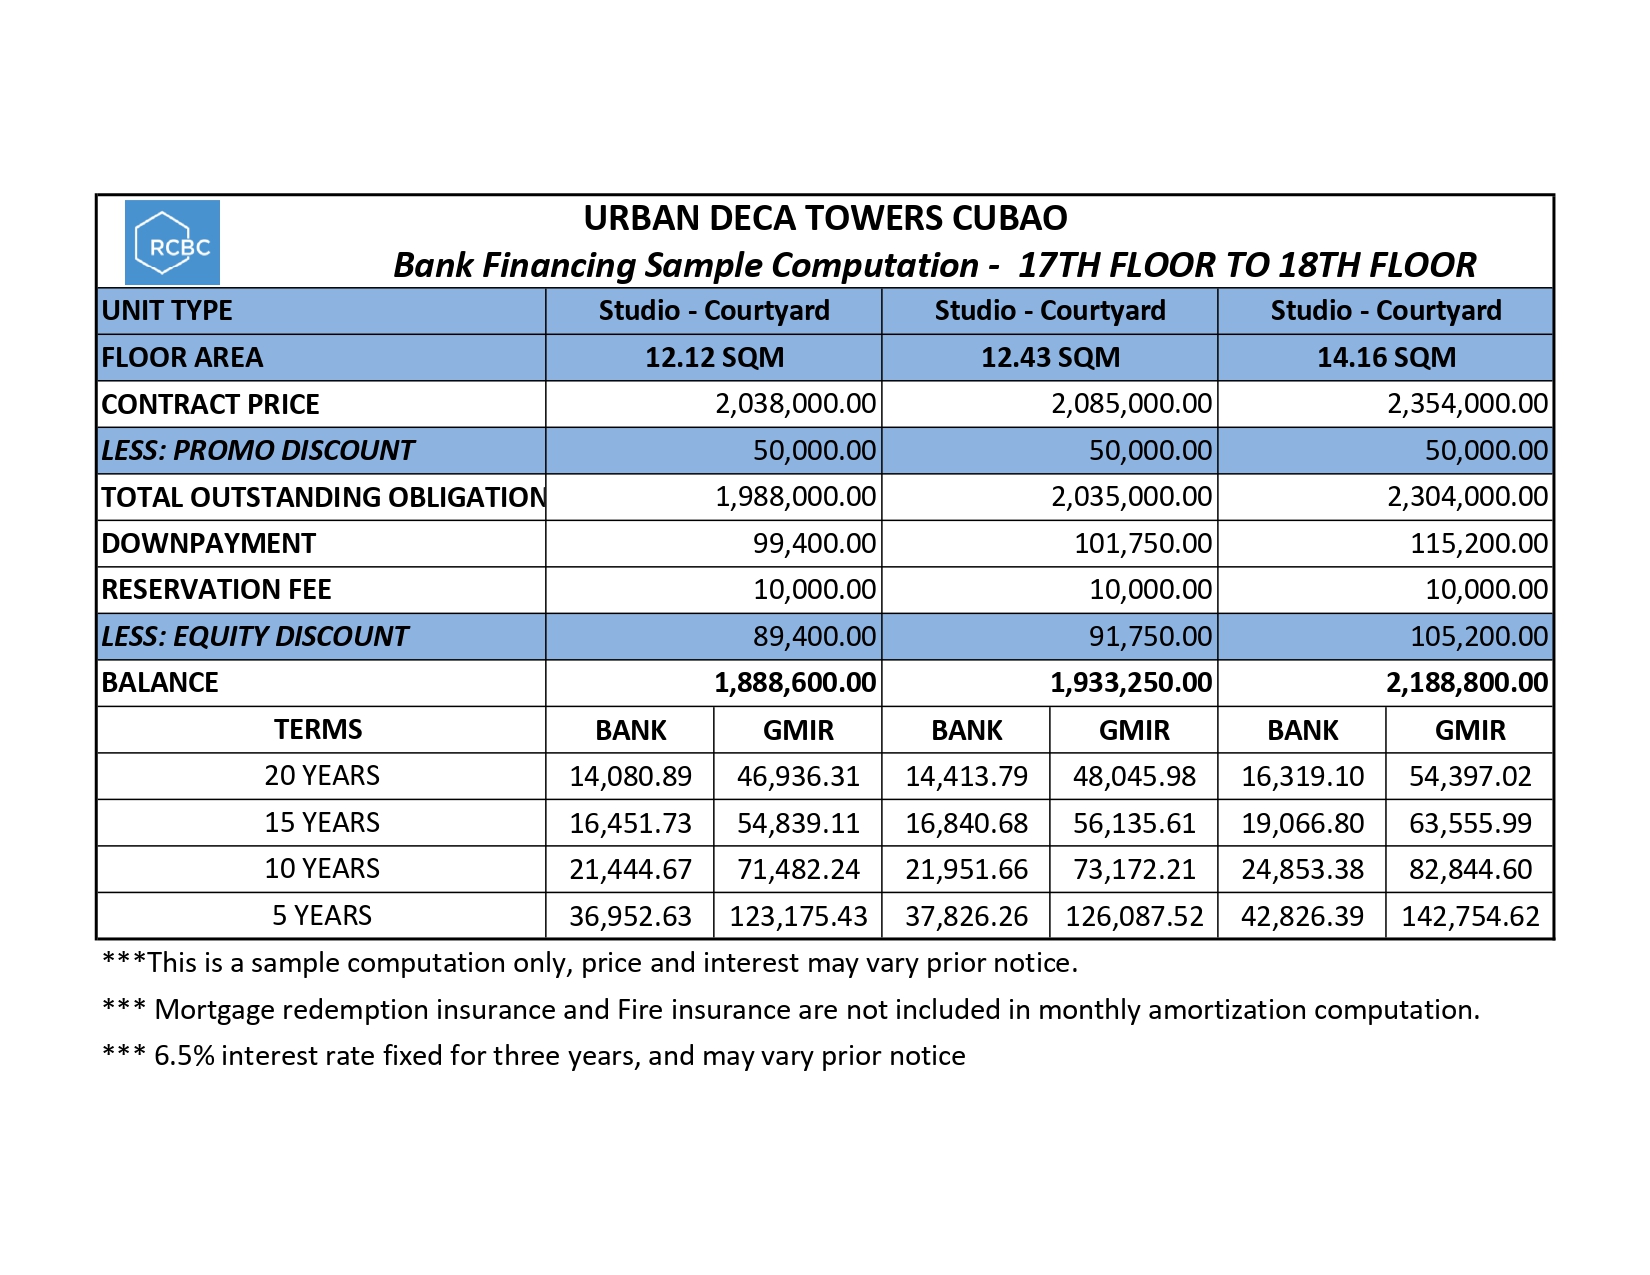 RCBC
URBAN DECA TOWERS CUBAO
Bank Financing Sample Computation - 17TH FLOOR TO 18TH FLOOR
UNIT TYPE Studio - Courtyard Studio - Courtyard Studio - Courtyard
FLOOR AREA 12.12 SQM 12.43 SQM 14.16 SQM
CONTRACT PRICE 2,038,000.00 2,085,000.00 2,354,000.00
LESS: PROMO DISCOUNT 50,000.00 50,000.00 50,000.00
TOTAL OUTSTANDING OBLIGATION 1,988,000.00 2,035,000.00 2,304,000.00
DOWNPAYMENT 99,400.00 101,750.00 115,200.00
RESERVATION FEE 10,000.00 10,000.00 10,000.00
LESS: EQUITY DISCOUNT 89,400.00 91,750.00 105,200.00
BALANCE 1,888,600.00 1,933,250.00 2,188,800.00
TERMS BANK GMIR BANK GMIR BANK GMIR
20 YEARS 14,080.89 46,936.31 14,413.79 48,045.98 16,319.10 54,397.02
15 YEARS 16,451.73 54,839.11 16,840.68 56,135.61 19,066.80 63,555.99
10 YEARS 21,444.67 71,482.24 21,951.66 73,172.21 24,853.38 82,844.60
5 YEARS 36,952.63 123,175.43 37,826.26 126,087.52 42,826.39 142,754.62
***This is a sample computation only, price and interest may vary prior notice.
*** Mortgage redemption insurance and Fire insurance are not included in monthly amortization computation.
*** 6.5% interest rate fixed for three years, and may vary prior notice